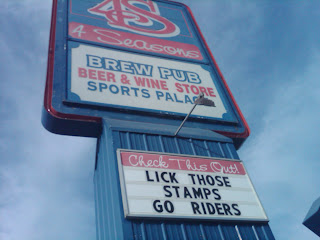 4S
4 Seasons
BREW PUB
BEER & WINE STORE
SPORTS PALACE
Check This Out!
LICK THOSE
STAMPS
GO RIDERS